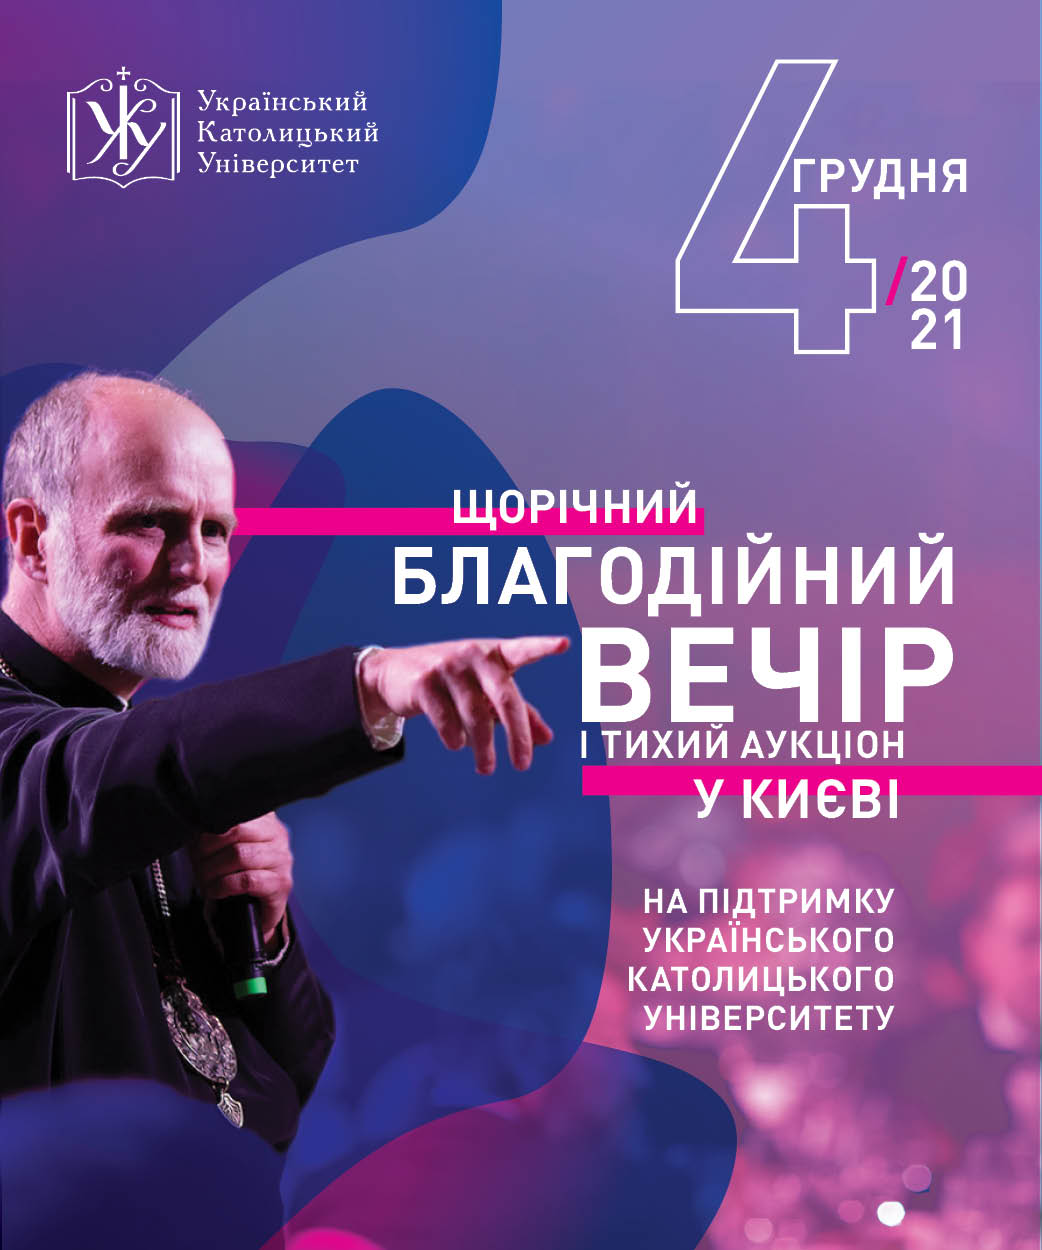 Український
Католицький
Університет
4
ГРУДНЯ
/20
21
ЩОРІЧНИЙ
БЛАГОДІЙНИЙ
ВЕЧІР
І ТИХИЙ АУКЦІОН
У КИЄВІ
НА ПІДТРИМКУ
УКРАЇНСЬКОГО
КАТОЛИЦЬКОГО
УНІВЕРСИТЕТУ